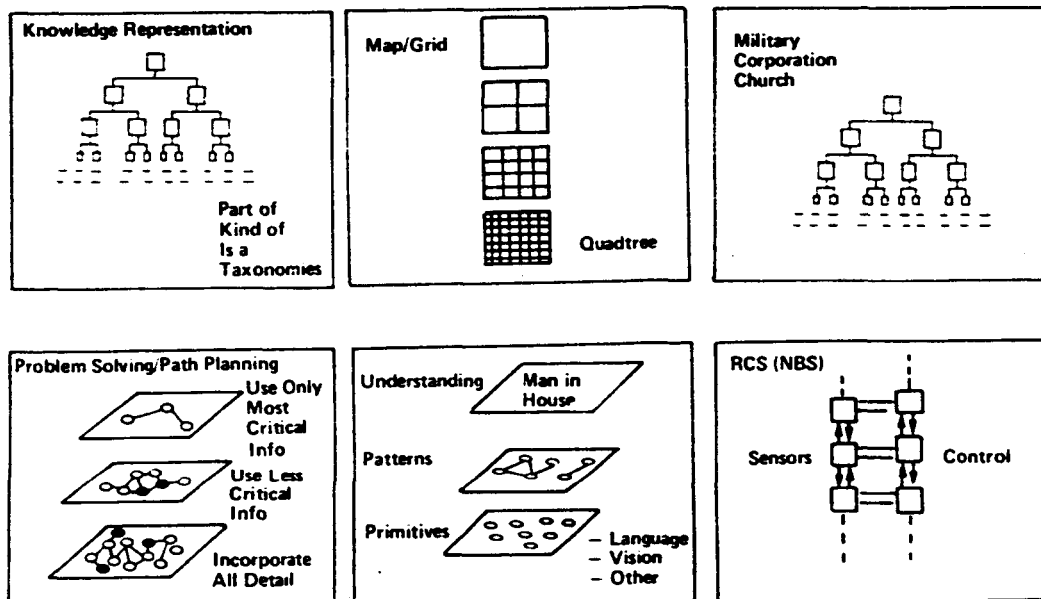 Knowledge Representation
Part of
Kind of
Is a
Taxonomies
Map/Grid
Quadtree
Military
Corporation
Church
Problem Solving/Path Planning
Use Only
Most
Critical
Info
Use Less
Critical
Info
Incorporate
All Detail
Understanding
Man in
House
Patterns
Primitives
– Language
– Vision
– Other
RCS (NBS)
Sensors
Control